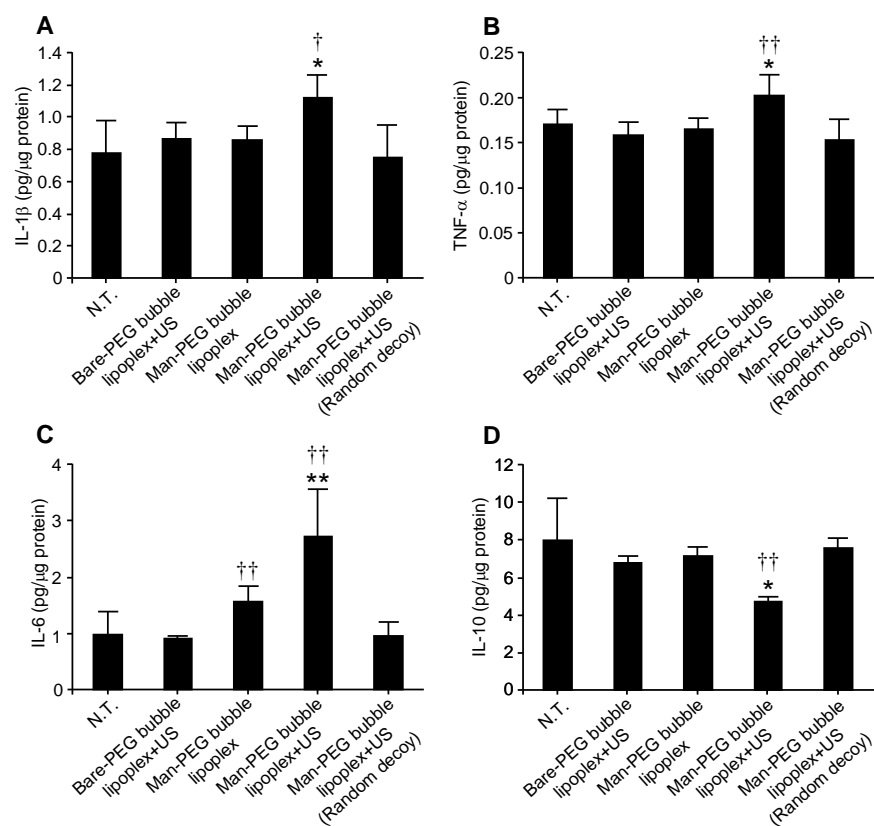 A
IL-1β (pg/μg protein)
1.4
1.2
1.0
0.8
0.6
0.4
0.2
0
†
*
N.T.
Bare-PEG bubble
lipoplex+US
Man-PEG bubble
lipoplex
Man-PEG bubble
lipoplex+US
Man-PEG bubble
lipoplex+US
(Random decoy)
B
TNF-α (pg/μg protein)
0.25
0.20
0.15
0.10
0.05
0
††
*
N.T.
Bare-PEG bubble
lipoplex+US
Man-PEG bubble
lipoplex
Man-PEG bubble
lipoplex+US
Man-PEG bubble
lipoplex+US
(Random decoy)
C
IL-6 (pg/μg protein)
4
3
2
1
0
††
††
**
N.T.
Bare-PEG bubble
lipoplex+US
Man-PEG bubble
lipoplex
Man-PEG bubble
lipoplex+US
Man-PEG bubble
lipoplex+US
(Random decoy)
D
IL-10 (pg/μg protein)
12
10
8
6
4
2
0
††
*
N.T.
Bare-PEG bubble
lipoplex+US
Man-PEG bubble
lipoplex
Man-PEG bubble
lipoplex+US
Man-PEG bubble
lipoplex+US
(Random decoy)